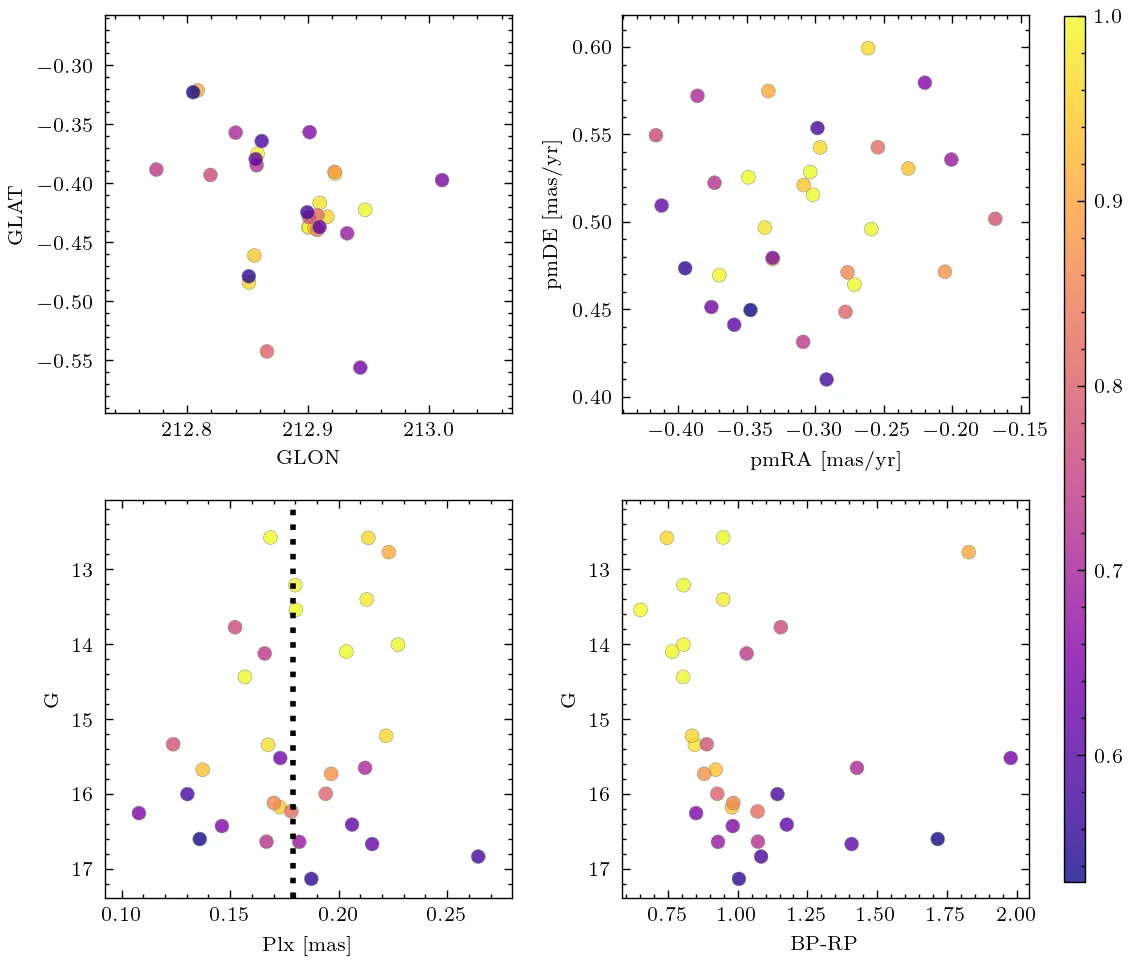 −0.30
−0.35
−0.40
−0.45
−0.50
−0.55
GLAT
212.8 212.9 213.0
GLON
0.60
0.55
0.50
0.45
0.40
pmDE [mas/yr]
−0.40 −0.35 −0.30 −0.25 −0.20 −0.15
pmRA [mas/yr]
1.0
0.9
0.8
0.7
0.6
13
14
15
16
17
G
0.10 0.15 0.20 0.25
Plx [mas]
13
14
15
16
17
G
0.75 1.00 1.25 1.50 1.75 2.00
BP-RP